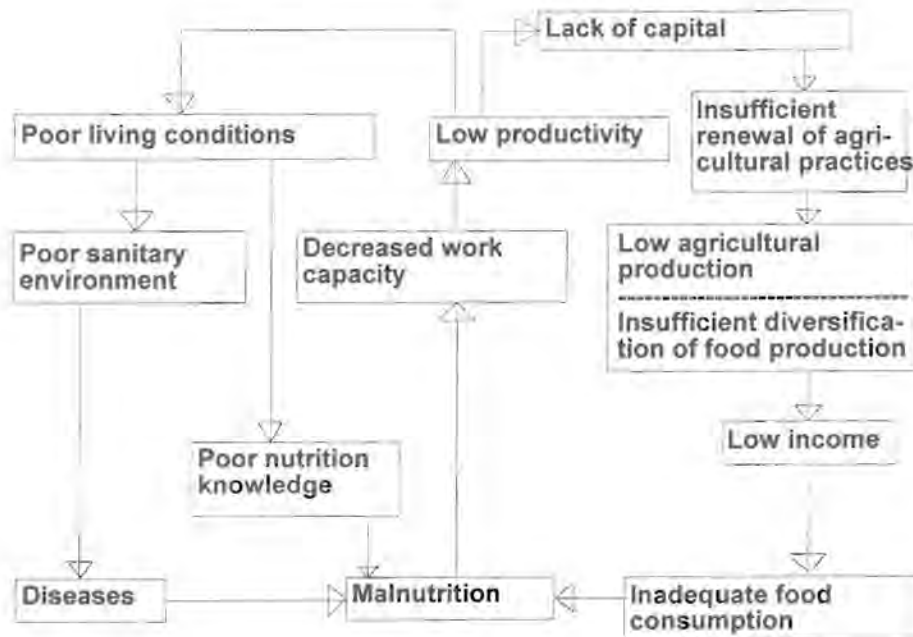 Lack of capital
Poor living conditions
Low productivity
Insufficient
renewal of agri-
cultural practices
Poor sanitary
environment
Decreased work
capacity
Low agricultural
production
Insufficient diversifica-
tion of food production
Low income
Poor nutrition
knowledge
Diseases
Malnutrition
Inadequate food
consumption